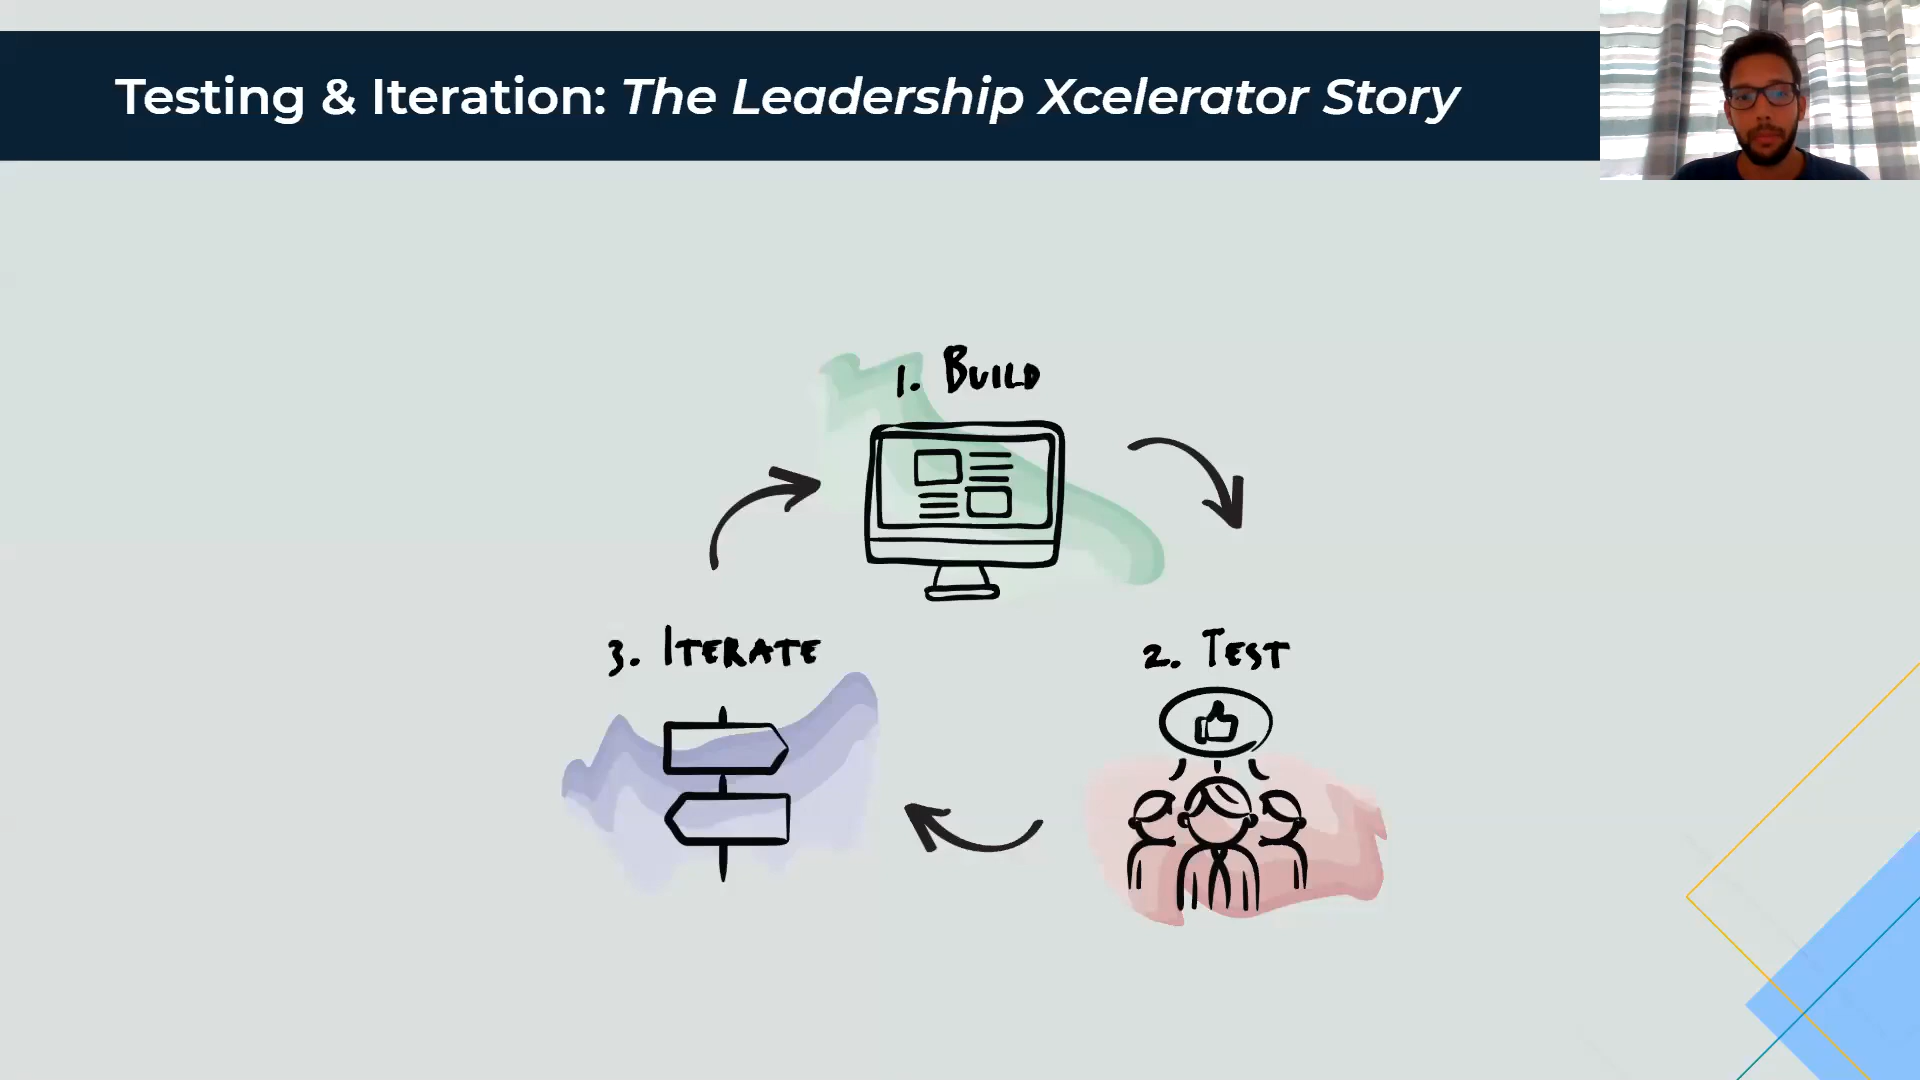 Testing & Iteration: The Leadership Xcelerator Story
1. BUILD
3. ITERATE
2. TEST